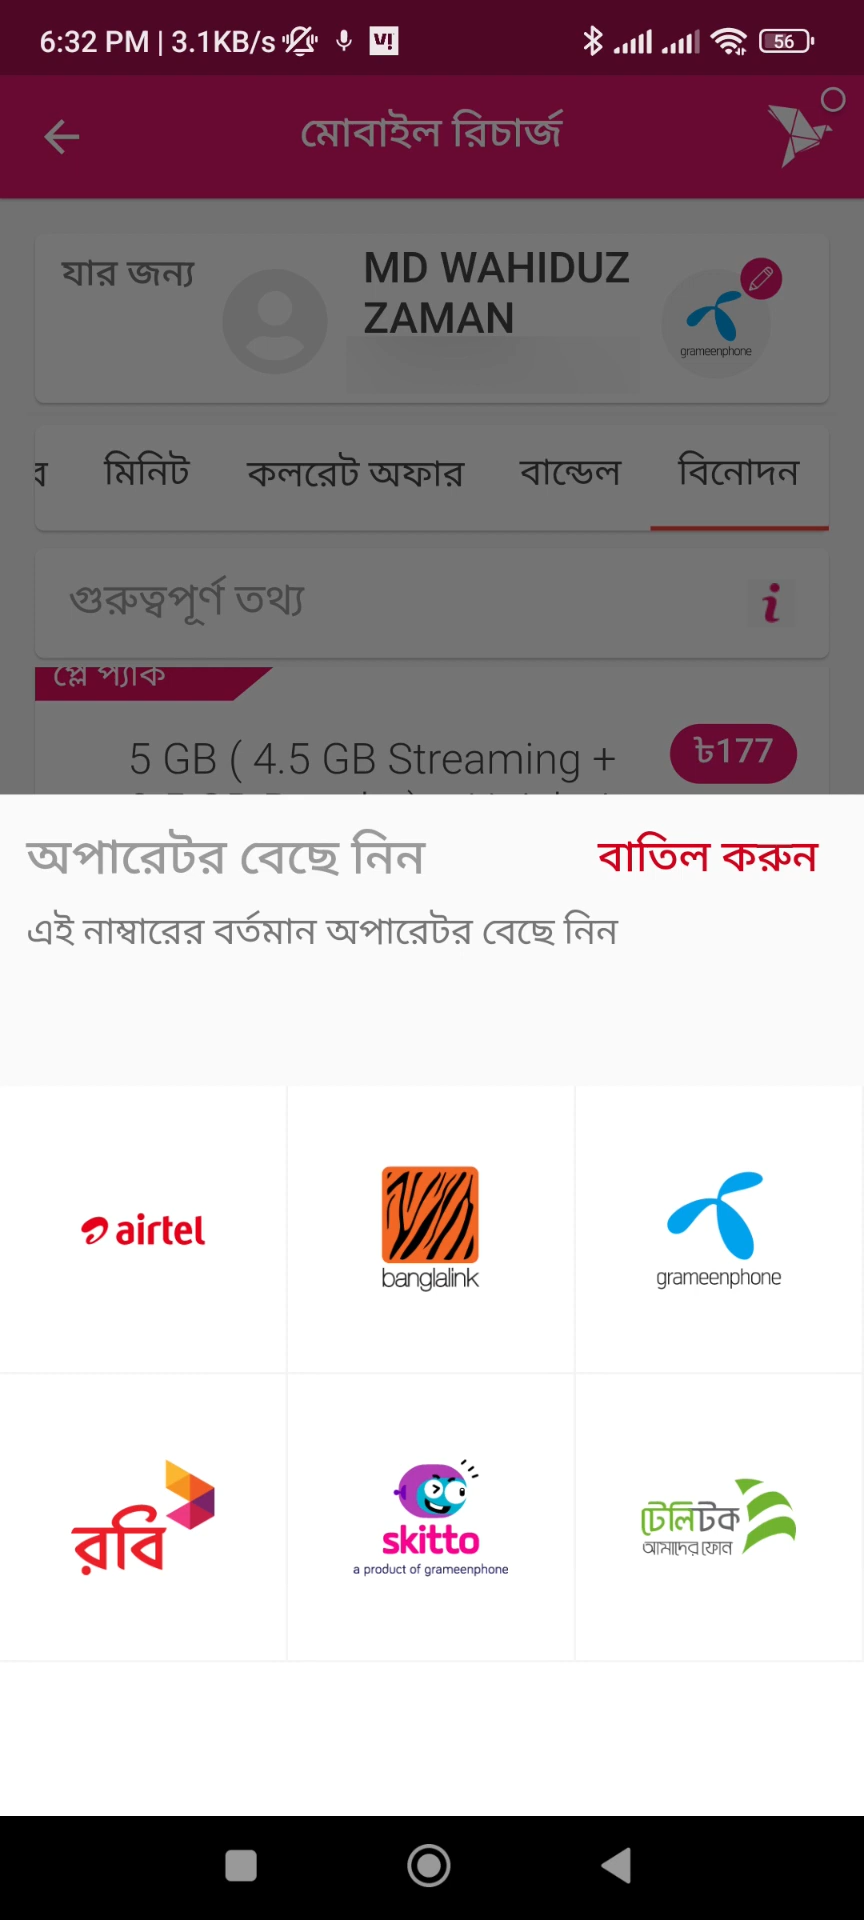 6:32 PM | 3.1KB/s
V!
56
মোবাইল রিচার্জ
যার জন্য
MD WAHIDUZ
ZAMAN
grameenphone
র মিনিট কলরেট অফার বান্ডেল বিনোদন
গুরুত্বপূর্ণ তথ্য
i
প্লে প্যাক
5 GB ( 4.5 GB Streaming +
৳177
অপারেটর বেছে নিন
বাতিল করুন
এই নাম্বারের বর্তমান অপারেটর বেছে নিন
airtel
banglalink
grameenphone
রবি
skitto
a product of grameenphone
টেলিটক
আমাদের ফোন